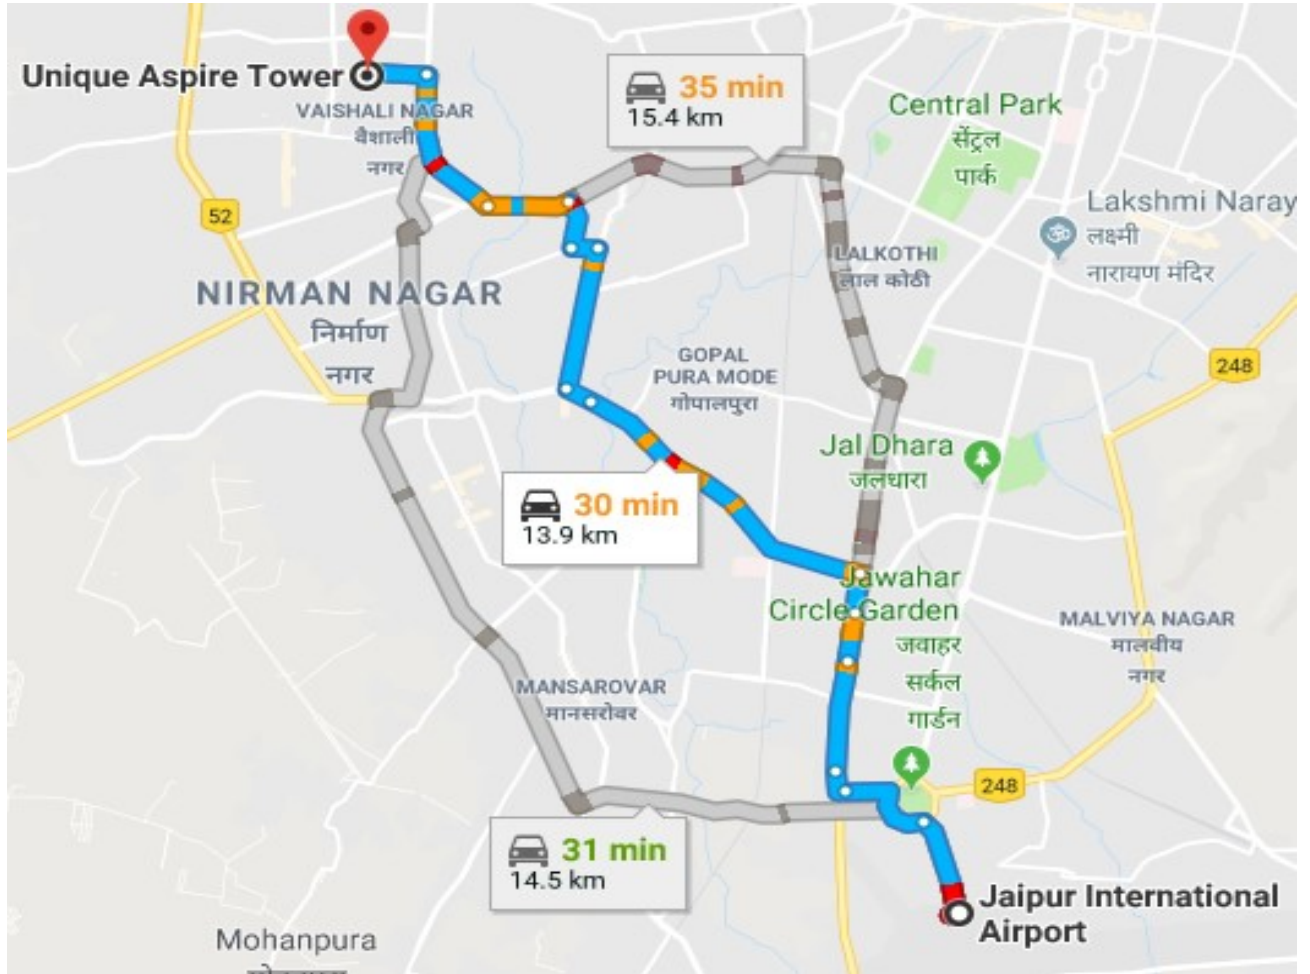 Unique Aspire Tower
VAISHALI NAGAR
वैशाली
नगर
35 min
15.4 km
Central Park
सेंट्रल
पार्क
52
Lakshmi Naray
लक्ष्मी
नारायण मंदिर
LALKOTHI
लाल कोठी
NIRMAN NAGAR
निर्माण
नगर
GOPAL
PURA MODE
गोपालपुरा
248
Jal Dhara
जलधारा
30 min
13.9 km
Jawahar
Circle Garden
जवाहर
सर्कल
गार्डन
MALVIYA NAGAR
मालवीय
नगर
MANSAROVAR
मानसरोवर
248
31 min
14.5 km
Jaipur International
Airport
Mohanpura